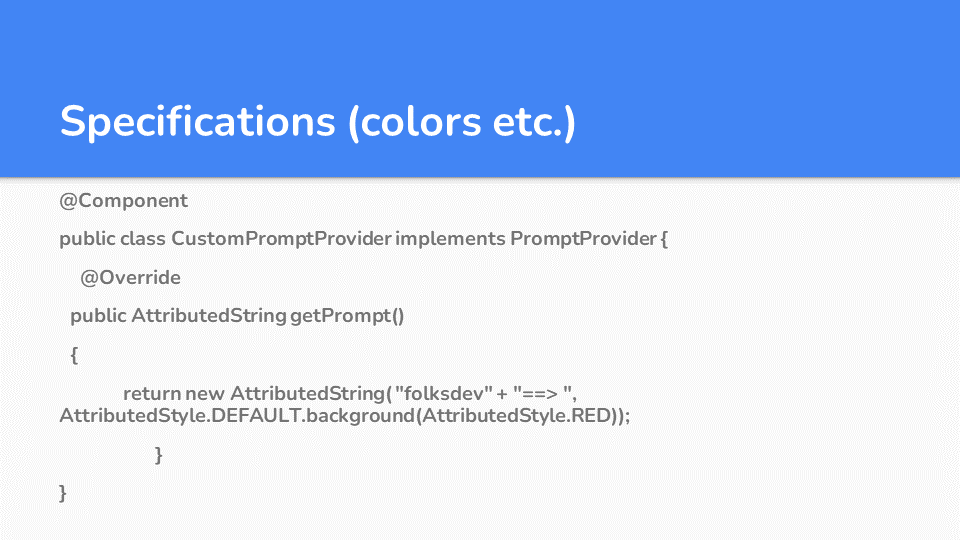 Specifications (colors etc.)
@Component
public class CustomPromptProvider implements PromptProvider {
@Override
public AttributedString getPrompt()
{
return new AttributedString( "folksdev" + "==> ",
AttributedStyle.DEFAULT.background(AttributedStyle.RED));
}
}